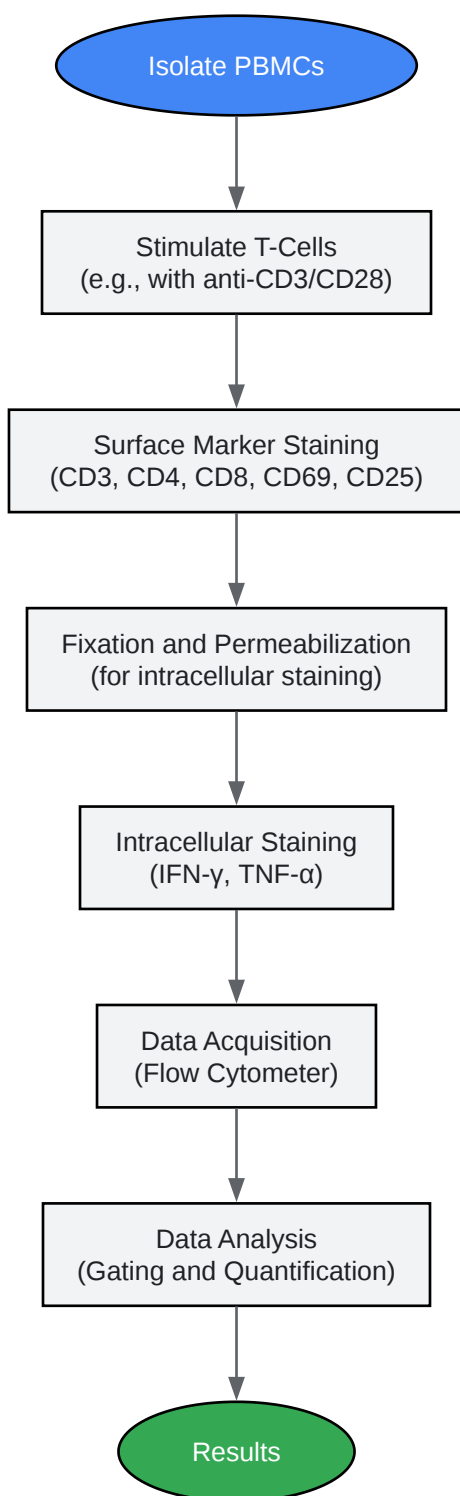 Isolate PBMCs
Stimulate T-Cells
(e.g., with anti-CD3/CD28)
Surface Marker Staining
(CD3, CD4, CD8, CD69, CD25)
Fixation and Permeabilization
(for intracellular staining)
Intracellular Staining
(IFN-γ, TNF-α)
Data Acquisition
(Flow Cytometer)
Data Analysis
(Gating and Quantification)
Results